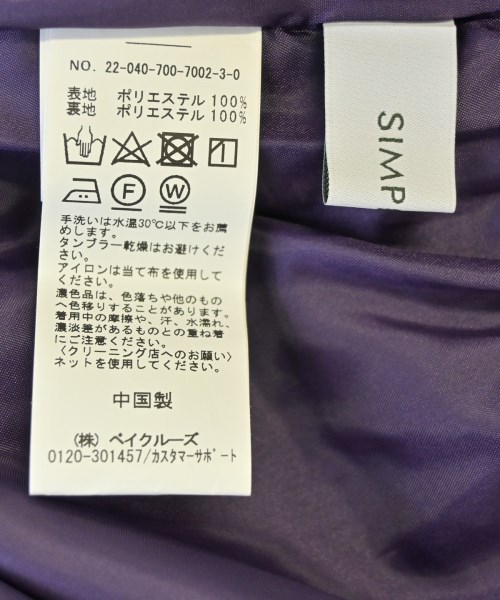 NO. 22-040-700-7002-3-0
表地 ポリエステル100%
裏地 ポリエステル100%
F
W
手洗いは水温30℃以下をお薦
めします。
タンブラー乾燥はお避けくださ
い。
アイロンは当て布を使用して
ください。
濃色品は、色落ちや他のもの
へ色移りすることがあります。
着用中の摩擦や、汗、水濡れ、
濃淡差があるものとの重ね着
にご注意ください。
〈クリーニング店へのお願い〉
ネットを使用してください。
中国製
(株) ベイクルーズ
0120-301457/カスタマーサポート
SIMP